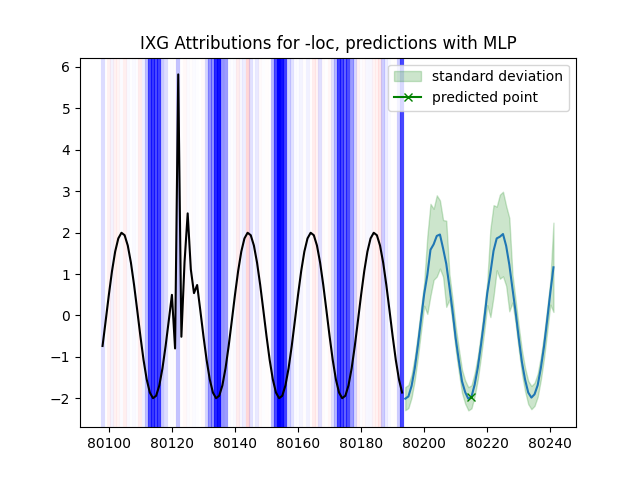 IXG Attributions for -loc, predictions with MLP
standard deviation
predicted point
6
5
4
3
2
1
0
−1
−2
80100 80120 80140 80160 80180 80200 80220 80240